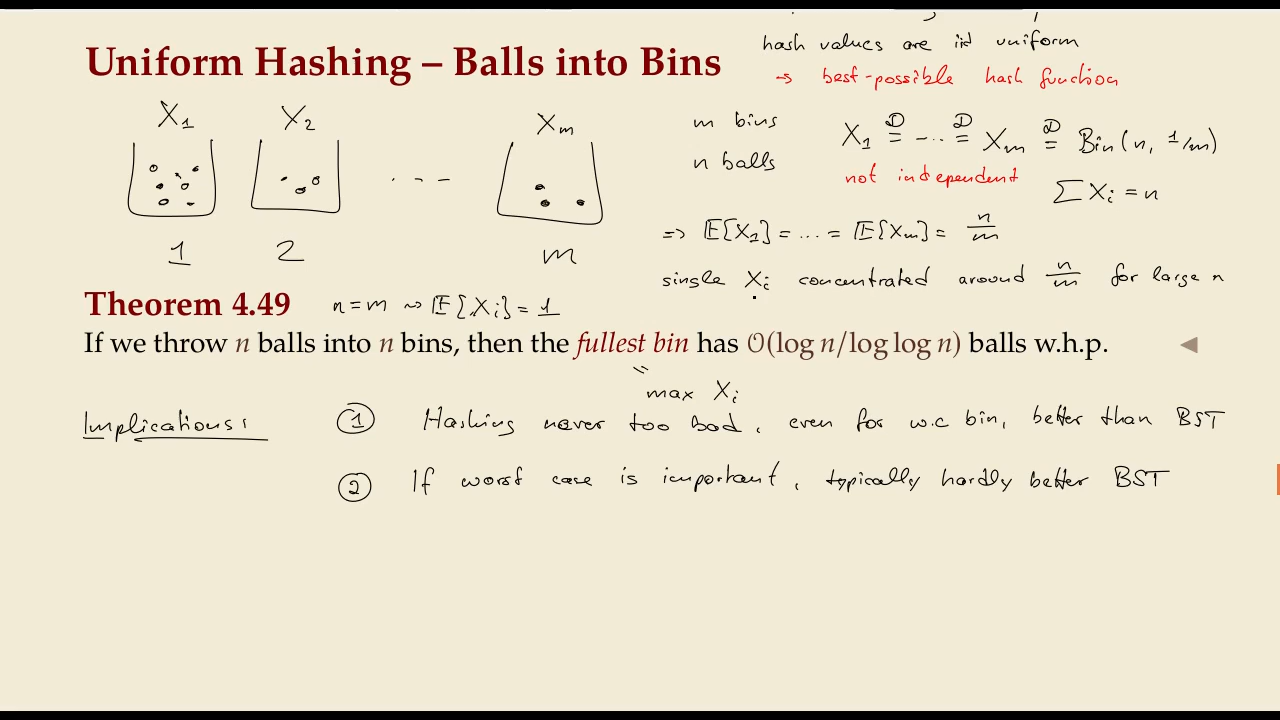 hash values are iid uniform
Uniform Hashing – Balls into Bins
→ best-possible hash function
X₁ X₂ Xₘ
m bins
X₁ =ᴰ -..- =ᴰ Xₘ =ᴰ Bin(n, 1/m)
n balls
not independent
. - -
∑ Xᵢ = n
1 2 m
⇒ 𝔼[X₁] = ... = 𝔼[Xₘ] = n/m
single Xᵢ concentrated around n/m for large n
Theorem 4.49 n=m ⤳ 𝔼[Xᵢ] = 1
If we throw n balls into n bins, then the fullest bin has O(log n/log log n) balls w.h.p. ◀
max Xᵢ
Implications: ① Hashing never too bad, even for w.c bin, better than BST
② If worst case is important, typically hardly better BST